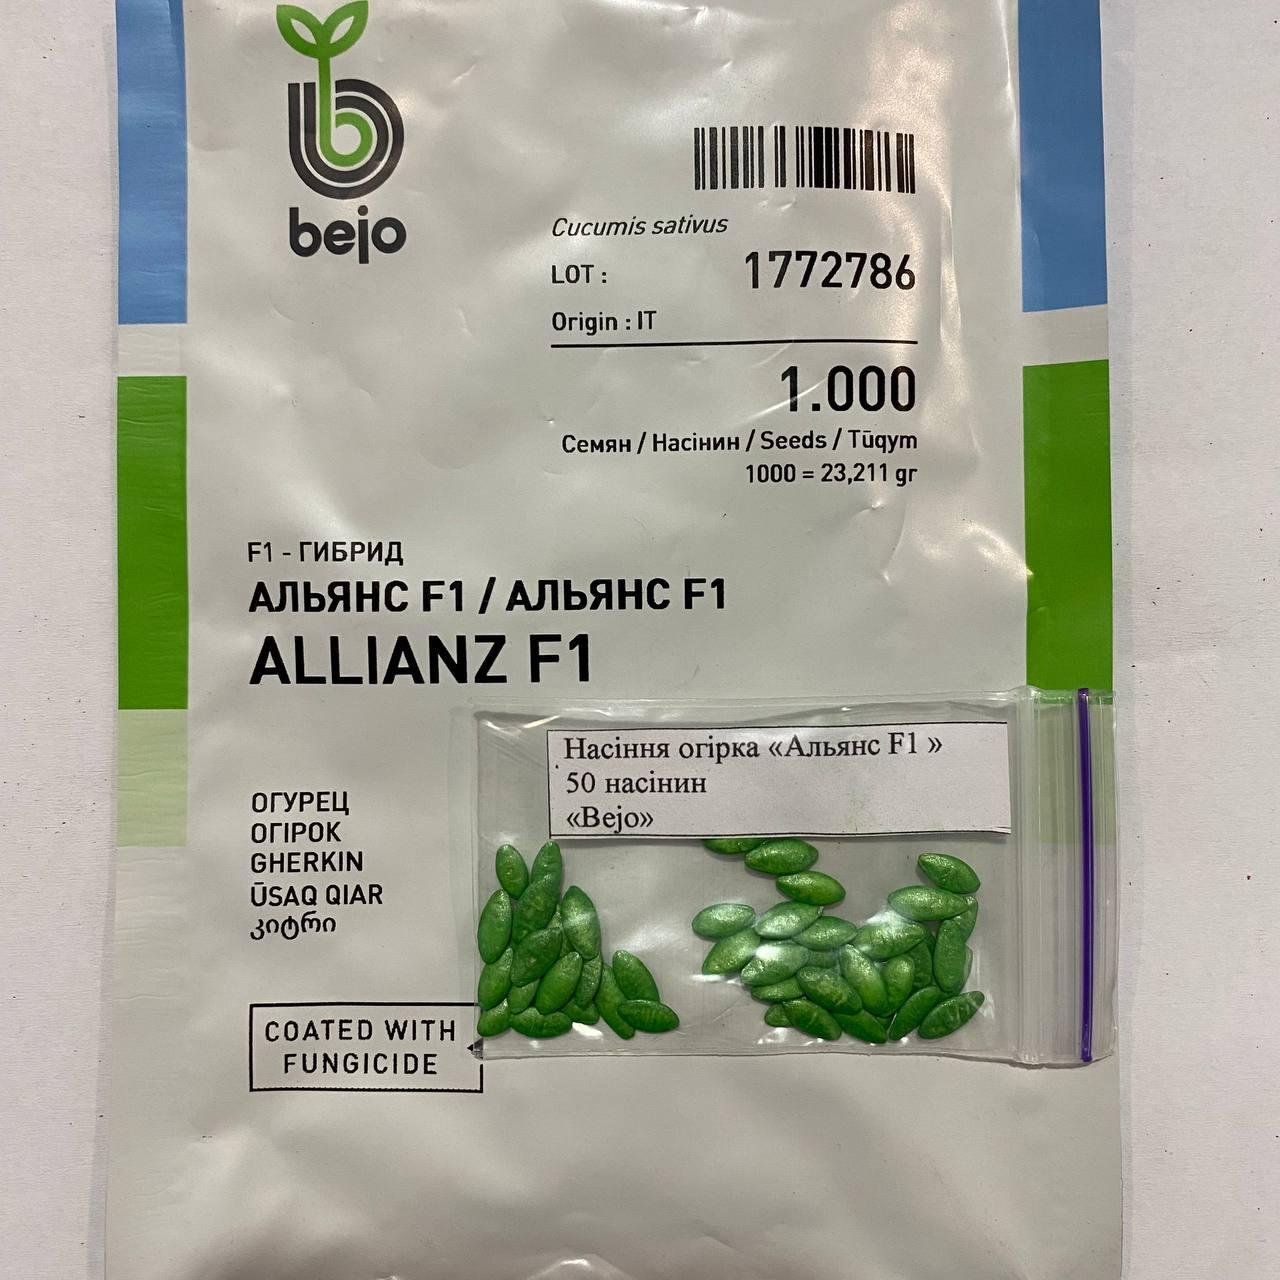 bejo
Cucumis sativus
LOT : 1772786
Origin : IT
1.000
Семян / Насінин / Seeds / Tūqym
1000 = 23,211 gr
F1 - ГИБРИД
АЛЬЯНС F1 / АЛЬЯНС F1
ALLIANZ F1
Насіння огірка «Альянс F1 »
50 насінин
«Bejo»
ОГУРЕЦ
ОГІРОК
GHERKIN
ŪSAQ QIAR
კიტრი
COATED WITH
FUNGICIDE